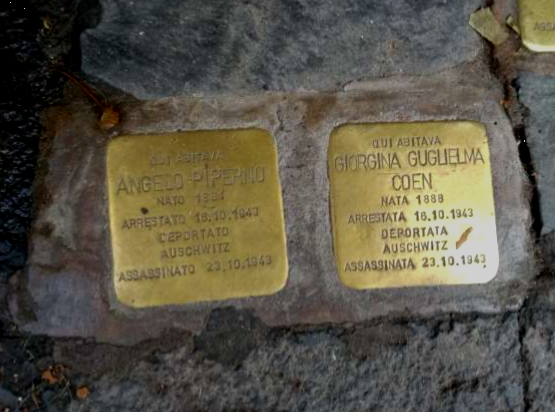 QUI ABITAVA
ANGELO PIPERNO
NATO
ARRESTATO 16.10.1943
DEPORTATO
AUSCHWITZ
ASSASSINATO 23.10.1943
QUI ABITAVA
GIORGINA GUGLIELMA
COEN
NATA 1888
ARRESTATA 16.10.1943
DEPORTATA
AUSCHWITZ
ASSASSINATA 23.10.1943